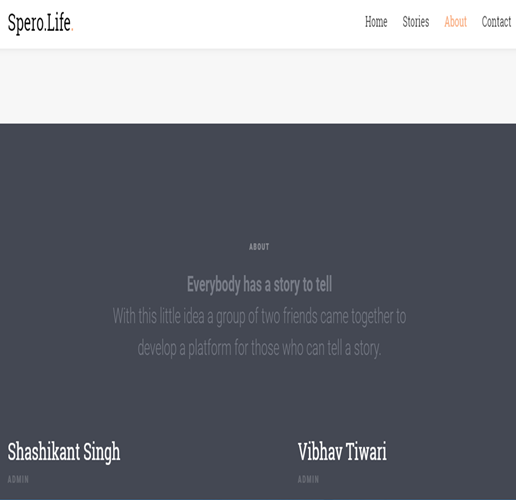 Spero.Life.
Home Stories About Contact
ABOUT
Everybody has a story to tell
With this little idea a group of two friends came together to
develop a platform for those who can tell a story.
Shashikant Singh Vibhav Tiwari
ADMIN ADMIN